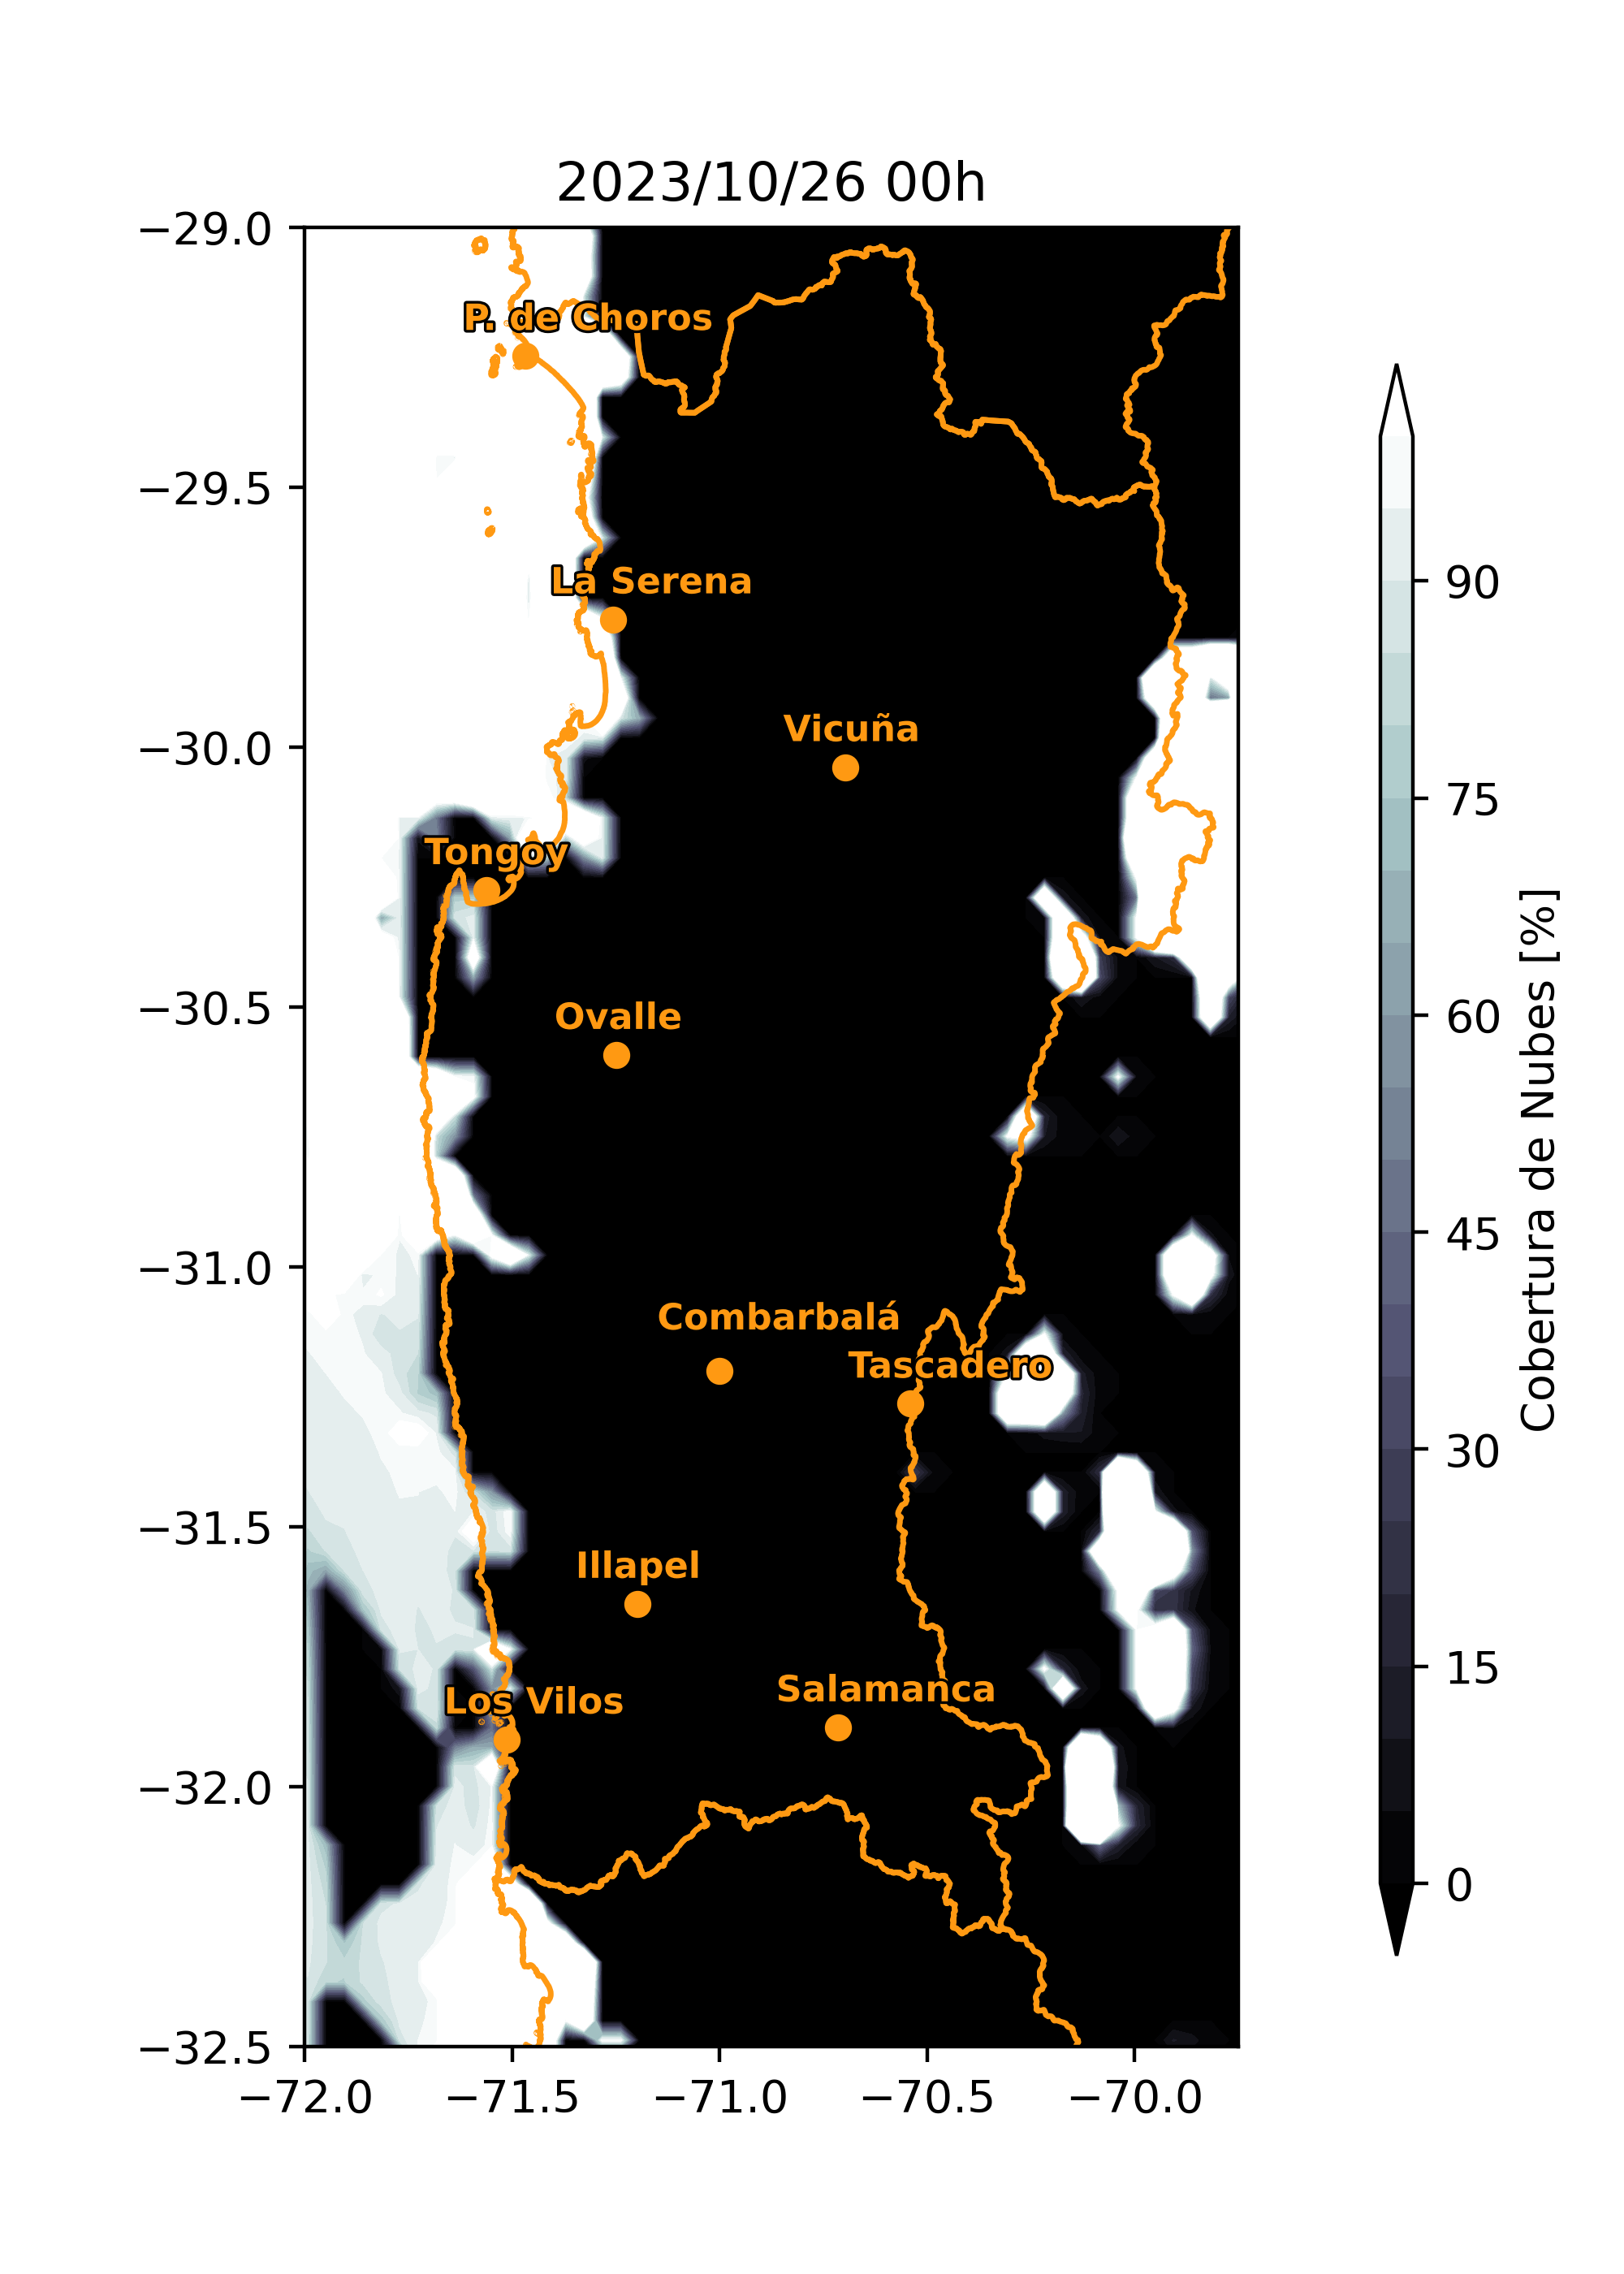 2023/10/26 00h
−29.0
−29.5
−30.0
−30.5
−31.0
−31.5
−32.0
−32.5
−72.0
−71.5
−71.0
−70.5
−70.0
P. de Choros
La Serena
Vicuña
Tongoy
Ovalle
Combarbalá
Tascadero
Illapel
Salamanca
Los Vilos
90
75
60
45
30
15
0
Cobertura de Nubes [%]